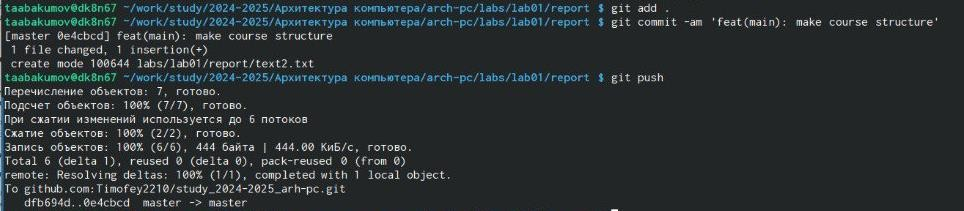 taabakumov@dk8n67 ~/work/study/2024-2025/Архитектура компьютера/arch-pc/labs/lab01/report $ git add .
taabakumov@dk8n67 ~/work/study/2024-2025/Архитектура компьютера/arch-pc/labs/lab01/report $ git commit -am 'feat(main): make course structure'
[master 0e4cbcd] feat(main): make course structure
 1 file changed, 1 insertion(+)
 create mode 100644 labs/lab01/report/text2.txt
taabakumov@dk8n67 ~/work/study/2024-2025/Архитектура компьютера/arch-pc/labs/lab01/report $ git push
Перечисление объектов: 7, готово.
Подсчет объектов: 100% (7/7), готово.
При сжатии изменений используется до 6 потоков
Сжатие объектов: 100% (2/2), готово.
Запись объектов: 100% (6/6), 444 байта | 444.00 КиБ/с, готово.
Total 6 (delta 1), reused 0 (delta 0), pack-reused 0 (from 0)
remote: Resolving deltas: 100% (1/1), completed with 1 local object.
To github.com:Timofey2210/study_2024-2025_arh-pc.git
   dfb694d..0e4cbcd  master -> master